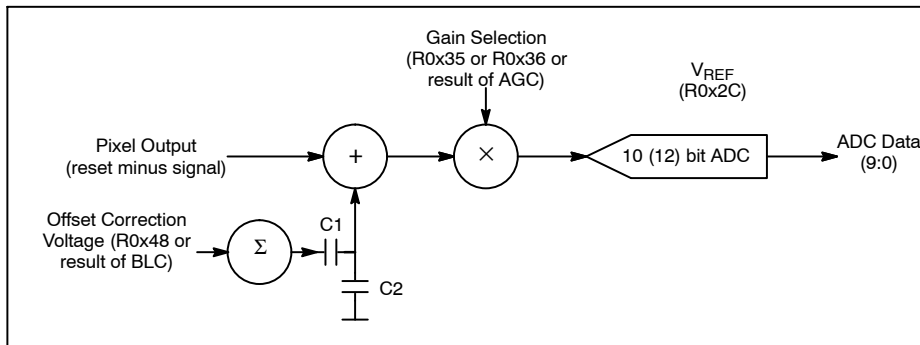 Gain Selection
(R0x35 or R0x36 or
result of AGC)
V_REF
(R0x2C)
Pixel Output
(reset minus signal)
+
×
10 (12) bit ADC
ADC Data
(9:0)
Offset Correction
Voltage (R0x48 or
result of BLC)
Σ
C1
C2